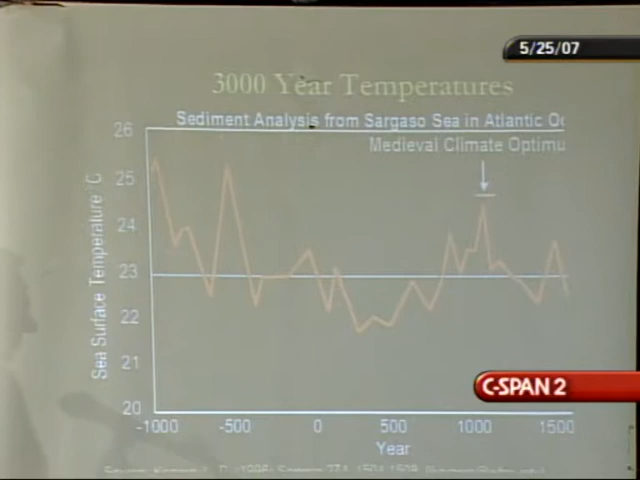 5/25/07
3000 Year Temperatures
Sediment Analysis from Sargaso Sea in Atlantic Oc
Medieval Climate Optimu
26
25
24
23
22
21
20
Sea Surface Temperature °C
-1000 -500 0 500 1000 1500
Year
C-SPAN 2